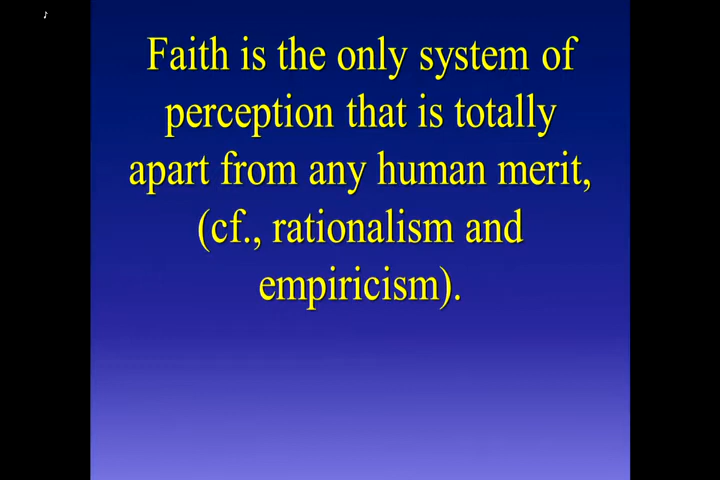 ♪
Faith is the only system of
perception that is totally
apart from any human merit,
(cf., rationalism and
empiricism).